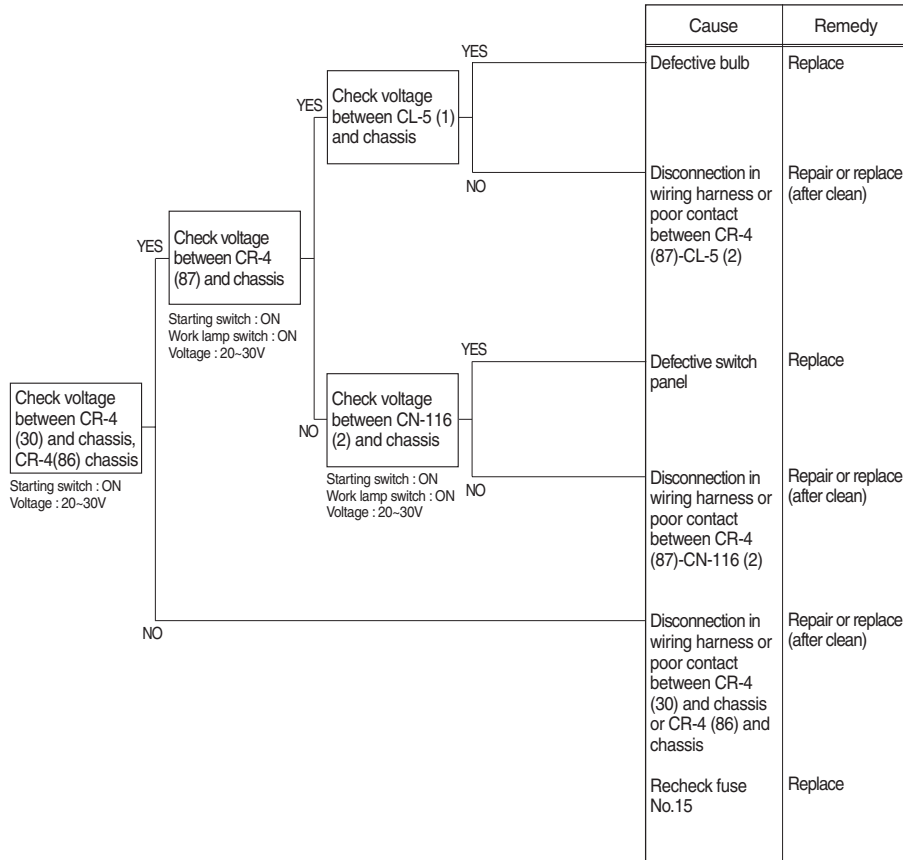 Cause
Remedy
YES
Defective bulb
Replace
Check voltage
between CL-5 (1)
and chassis
YES
NO
Disconnection in
wiring harness or
poor contact
between CR-4
(87)-CL-5 (2)
Repair or replace
(after clean)
YES
Check voltage
between CR-4
(87) and chassis
Starting switch : ON
Work lamp switch : ON
Voltage : 20~30V
YES
Defective switch
panel
Replace
NO
Check voltage
between CN-116
(2) and chassis
Starting switch : ON
Work lamp switch : ON
Voltage : 20~30V
NO
Disconnection in
wiring harness or
poor contact
between CR-4
(87)-CN-116 (2)
Repair or replace
(after clean)
Check voltage
between CR-4
(30) and chassis,
CR-4(86) chassis
Starting switch : ON
Voltage : 20~30V
NO
Disconnection in
wiring harness or
poor contact
between CR-4
(30) and chassis
or CR-4 (86) and
chassis
Repair or replace
(after clean)
Recheck fuse
No.15
Replace